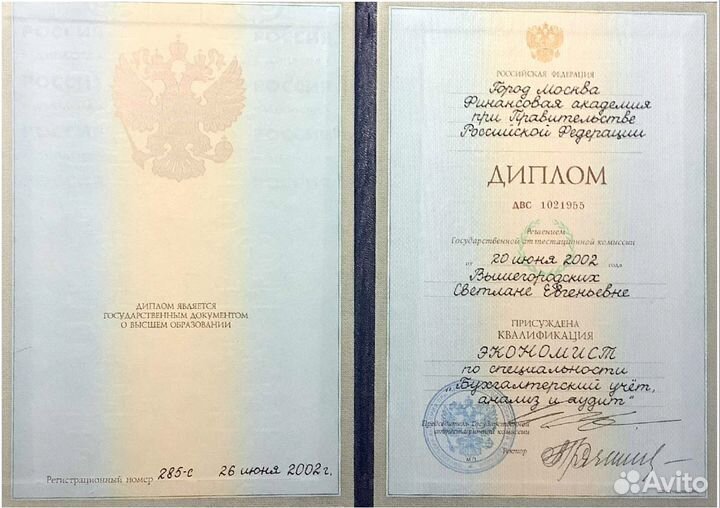 ДИПЛОМ ЯВЛЯЕТСЯ
ГОСУДАРСТВЕННЫМ ДОКУМЕНТОМ
О ВЫСШЕМ ОБРАЗОВАНИИ
Регистрационный номер 285-с 26 июня 2002 г.
РОССИЙСКАЯ ФЕДЕРАЦИЯ
Город Москва
Финансовая академия
при Правительстве
Российской Федерации
ДИПЛОМ
ДВС 1021955
Решением
Государственной аттестационной комиссии
от 20 июня 2002 года
Вышегородских
Светлане Евгеньевне
ПРИСУЖДЕНА
КВАЛИФИКАЦИЯ
ЭКОНОМИСТ
по специальности
„Бухгалтерский учёт,
анализ и аудит"
Председатель Государственной
аттестационной комиссии
Ректор
М.П.
Avito